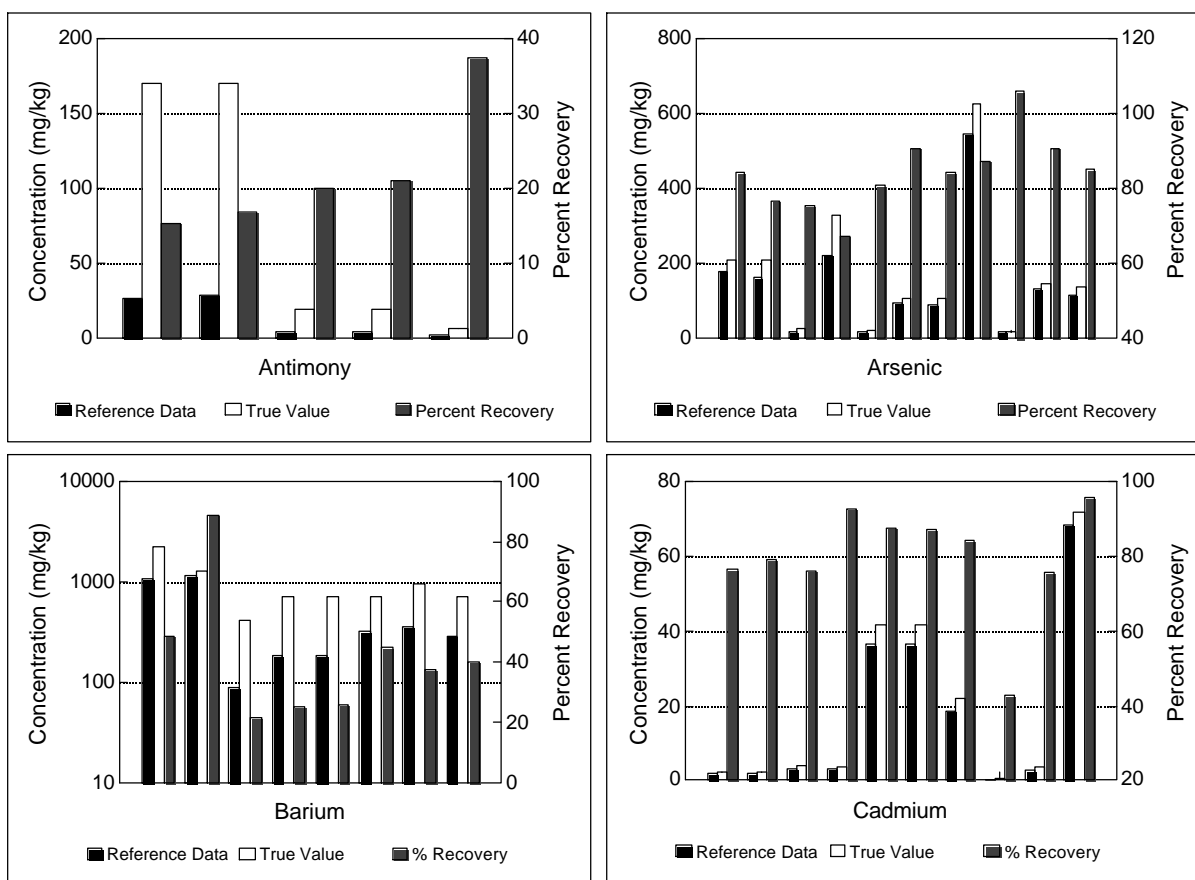 Concentration (mg/kg)
200
150
100
50
0
40
30
20
10
0
Percent Recovery
Antimony
Reference Data True Value Percent Recovery
Concentration (mg/kg)
800
600
400
200
0
120
100
80
60
40
Percent Recovery
Arsenic
Reference Data True Value Percent Recovery
Concentration (mg/kg)
10000
1000
100
10
100
80
60
40
20
0
Percent Recovery
Barium
Reference Data True Value % Recovery
Concentration (mg/kg)
80
60
40
20
0
100
80
60
40
20
Percent Recovery
Cadmium
Reference Data True Value % Recovery